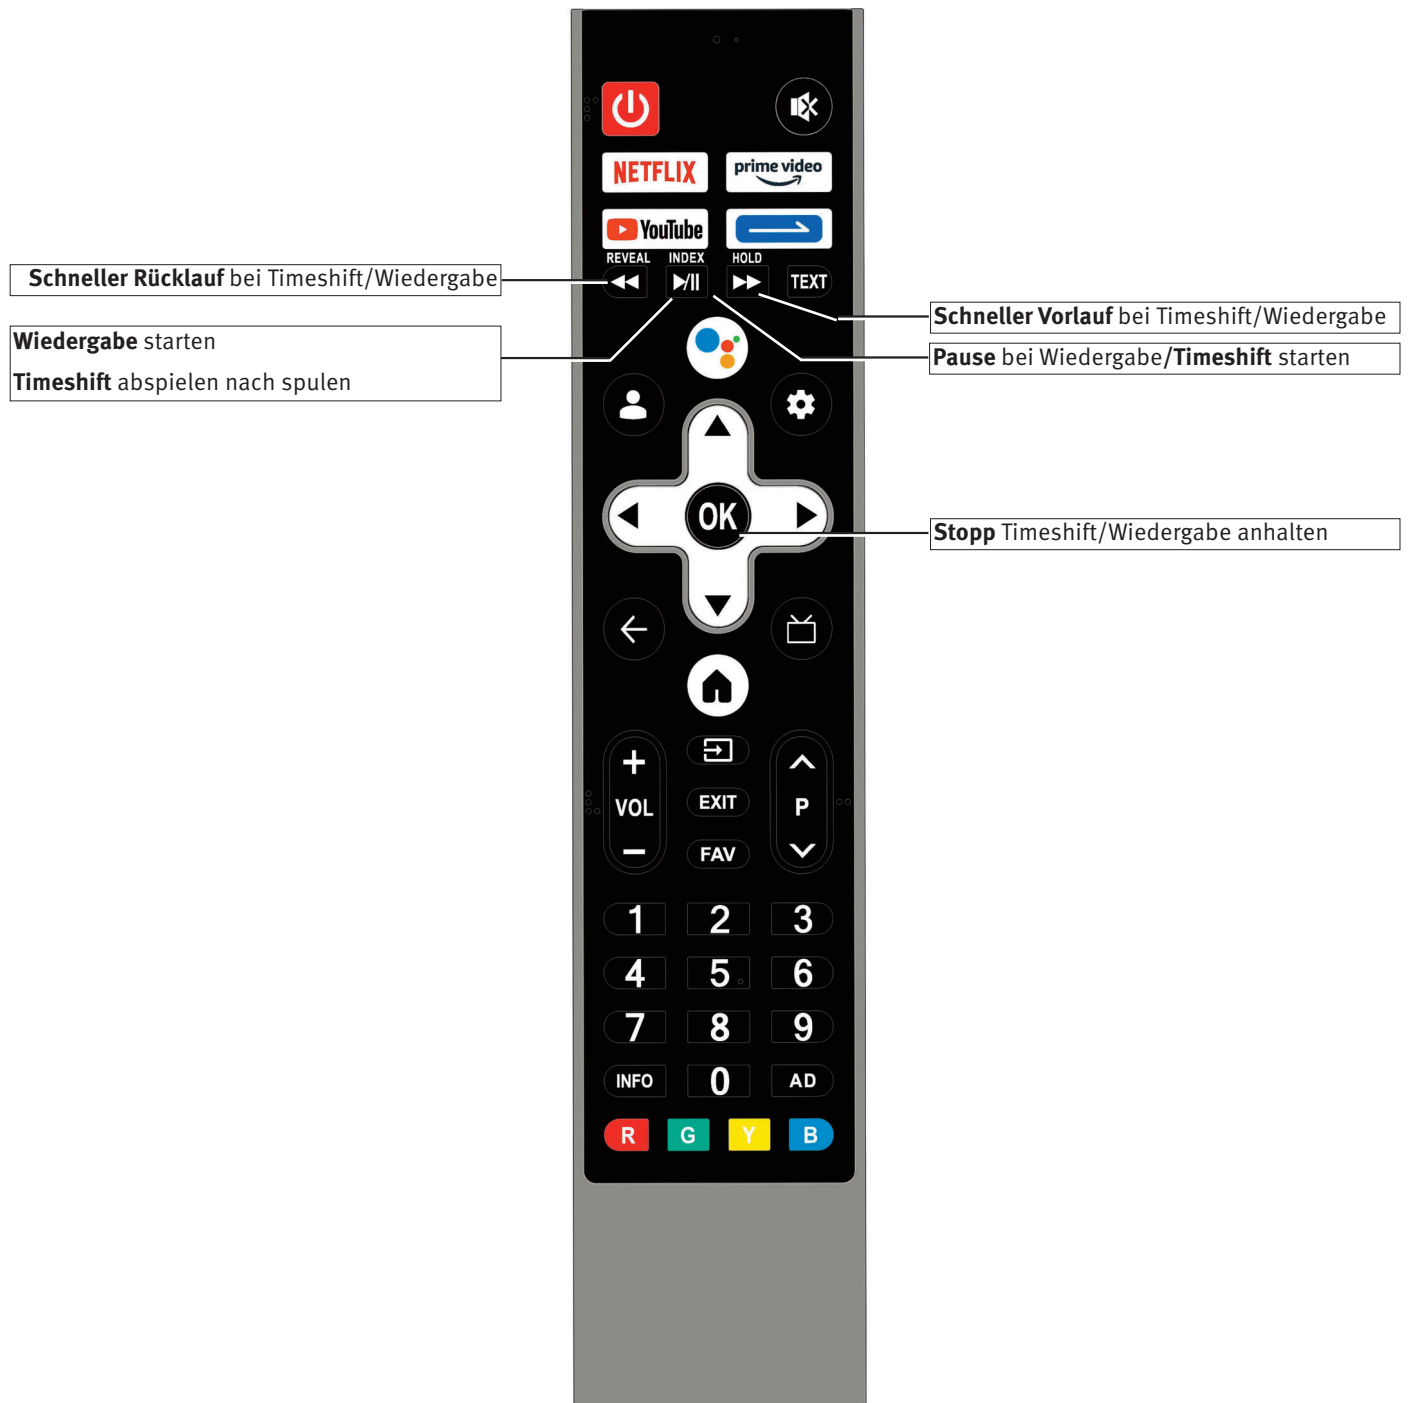 NETFLIX
prime video
YouTube
REVEAL INDEX HOLD
TEXT
Schneller Rücklauf bei Timeshift/Wiedergabe
Wiedergabe starten
Timeshift abspielen nach spulen
Schneller Vorlauf bei Timeshift/Wiedergabe
Pause bei Wiedergabe/Timeshift starten
OK
Stopp Timeshift/Wiedergabe anhalten
+
VOL
−
EXIT
FAV
P
1 2 3
4 5 6
7 8 9
INFO 0 AD
R G Y B